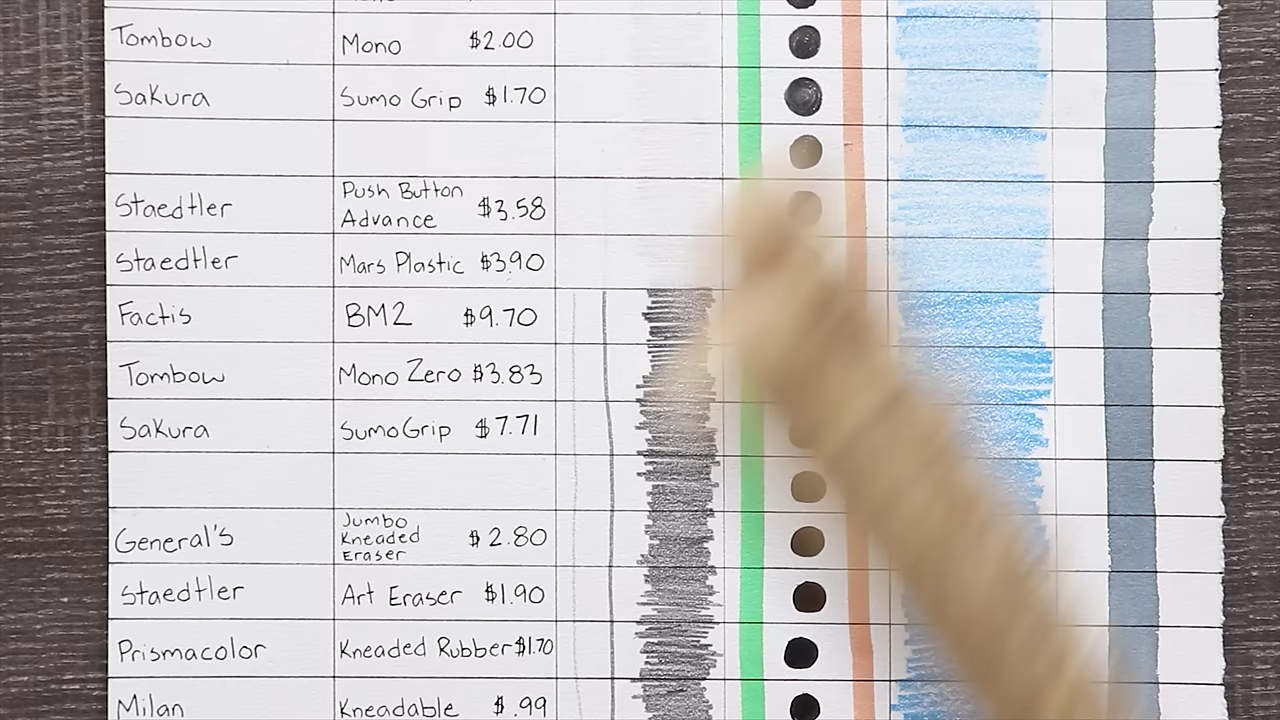 Tombow Mono $2.00
Sakura Sumo Grip $1.70
Staedtler Push Button Advance $3.58
Staedtler Mars Plastic $3.90
Factis BM2 $9.70
Tombow Mono Zero $3.83
Sakura Sumo Grip $7.71
General's Jumbo Kneaded Eraser $2.80
Staedtler Art Eraser $1.90
Prismacolor Kneaded Rubber $1.70
Milan Kneadable $.99